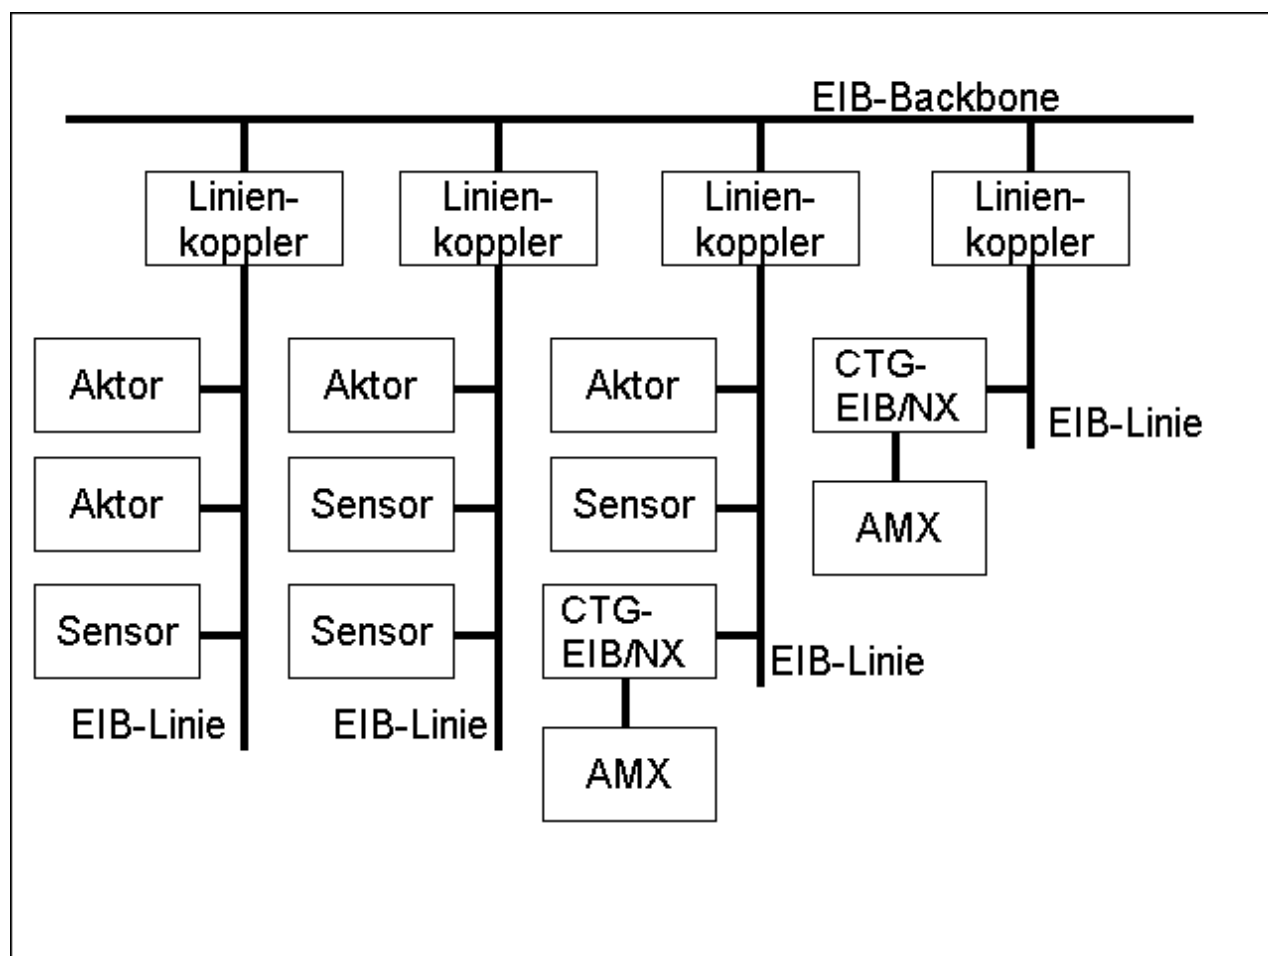 EIB-Backbone
Linien-
koppler
Linien-
koppler
Linien-
koppler
Linien-
koppler
Aktor
Aktor
Aktor
CTG-
EIB/NX
EIB-Linie
Aktor
Sensor
Sensor
AMX
Sensor
Sensor
CTG-
EIB/NX
EIB-Linie
EIB-Linie
EIB-Linie
AMX